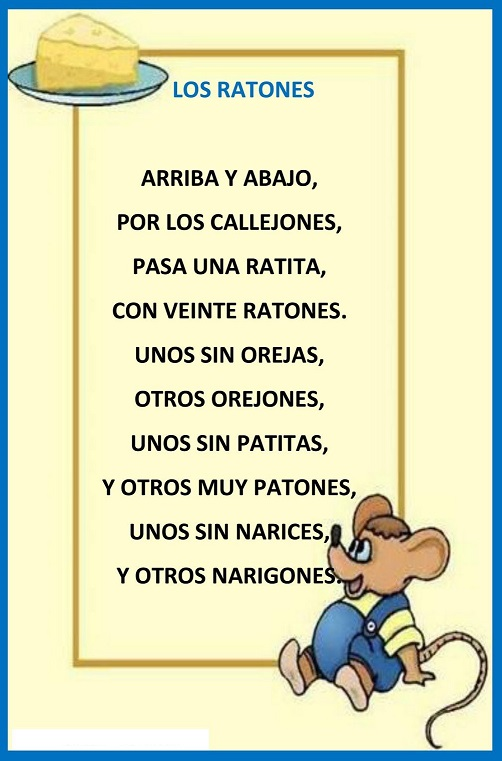 LOS RATONES
ARRIBA Y ABAJO,
POR LOS CALLEJONES,
PASA UNA RATITA,
CON VEINTE RATONES.
UNOS SIN OREJAS,
OTROS OREJONES,
UNOS SIN PATITAS,
Y OTROS MUY PATONES,
UNOS SIN NARICES,
Y OTROS NARIGONES.